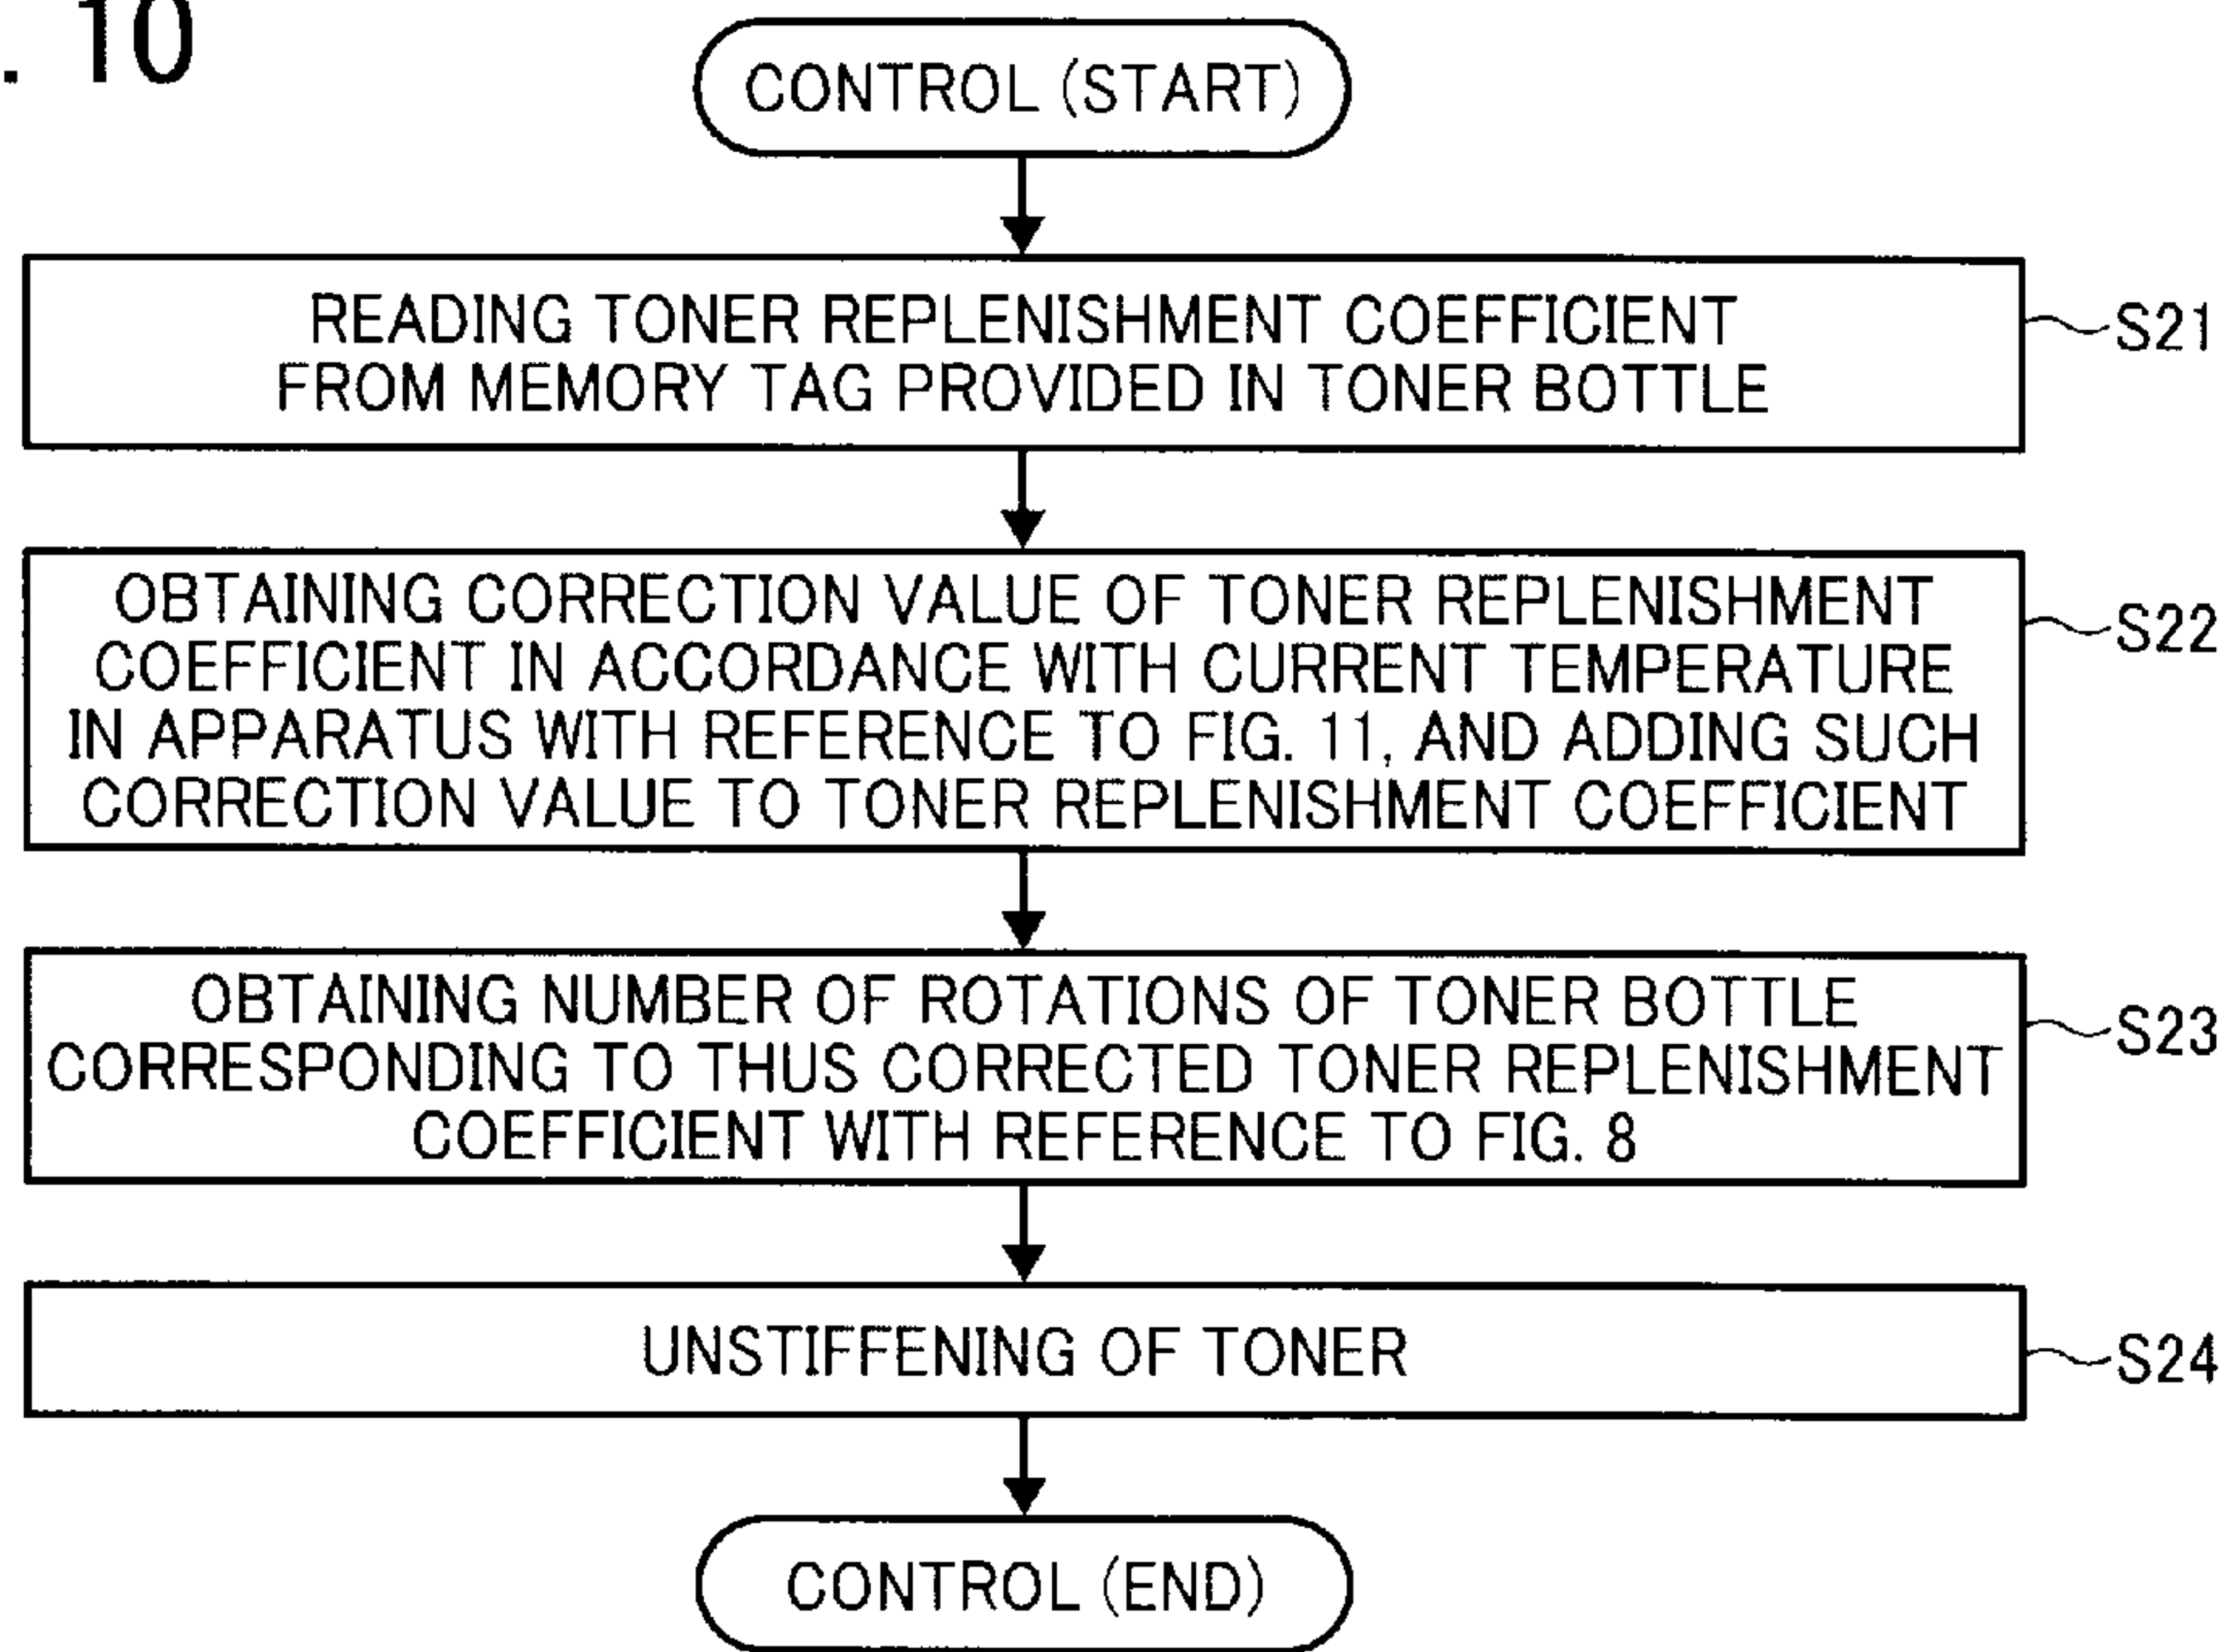 . 10
CONTROL (START)
READING TONER REPLENISHMENT COEFFICIENT
FROM MEMORY TAG PROVIDED IN TONER BOTTLE
S21
OBTAINING CORRECTION VALUE OF TONER REPLENISHMENT
COEFFICIENT IN ACCORDANCE WITH CURRENT TEMPERATURE
IN APPARATUS WITH REFERENCE TO FIG. 11, AND ADDING SUCH
CORRECTION VALUE TO TONER REPLENISHMENT COEFFICIENT
S22
OBTAINING NUMBER OF ROTATIONS OF TONER BOTTLE
CORRESPONDING TO THUS CORRECTED TONER REPLENISHMENT
COEFFICIENT WITH REFERENCE TO FIG. 8
S23
UNSTIFFENING OF TONER
S24
CONTROL (END)